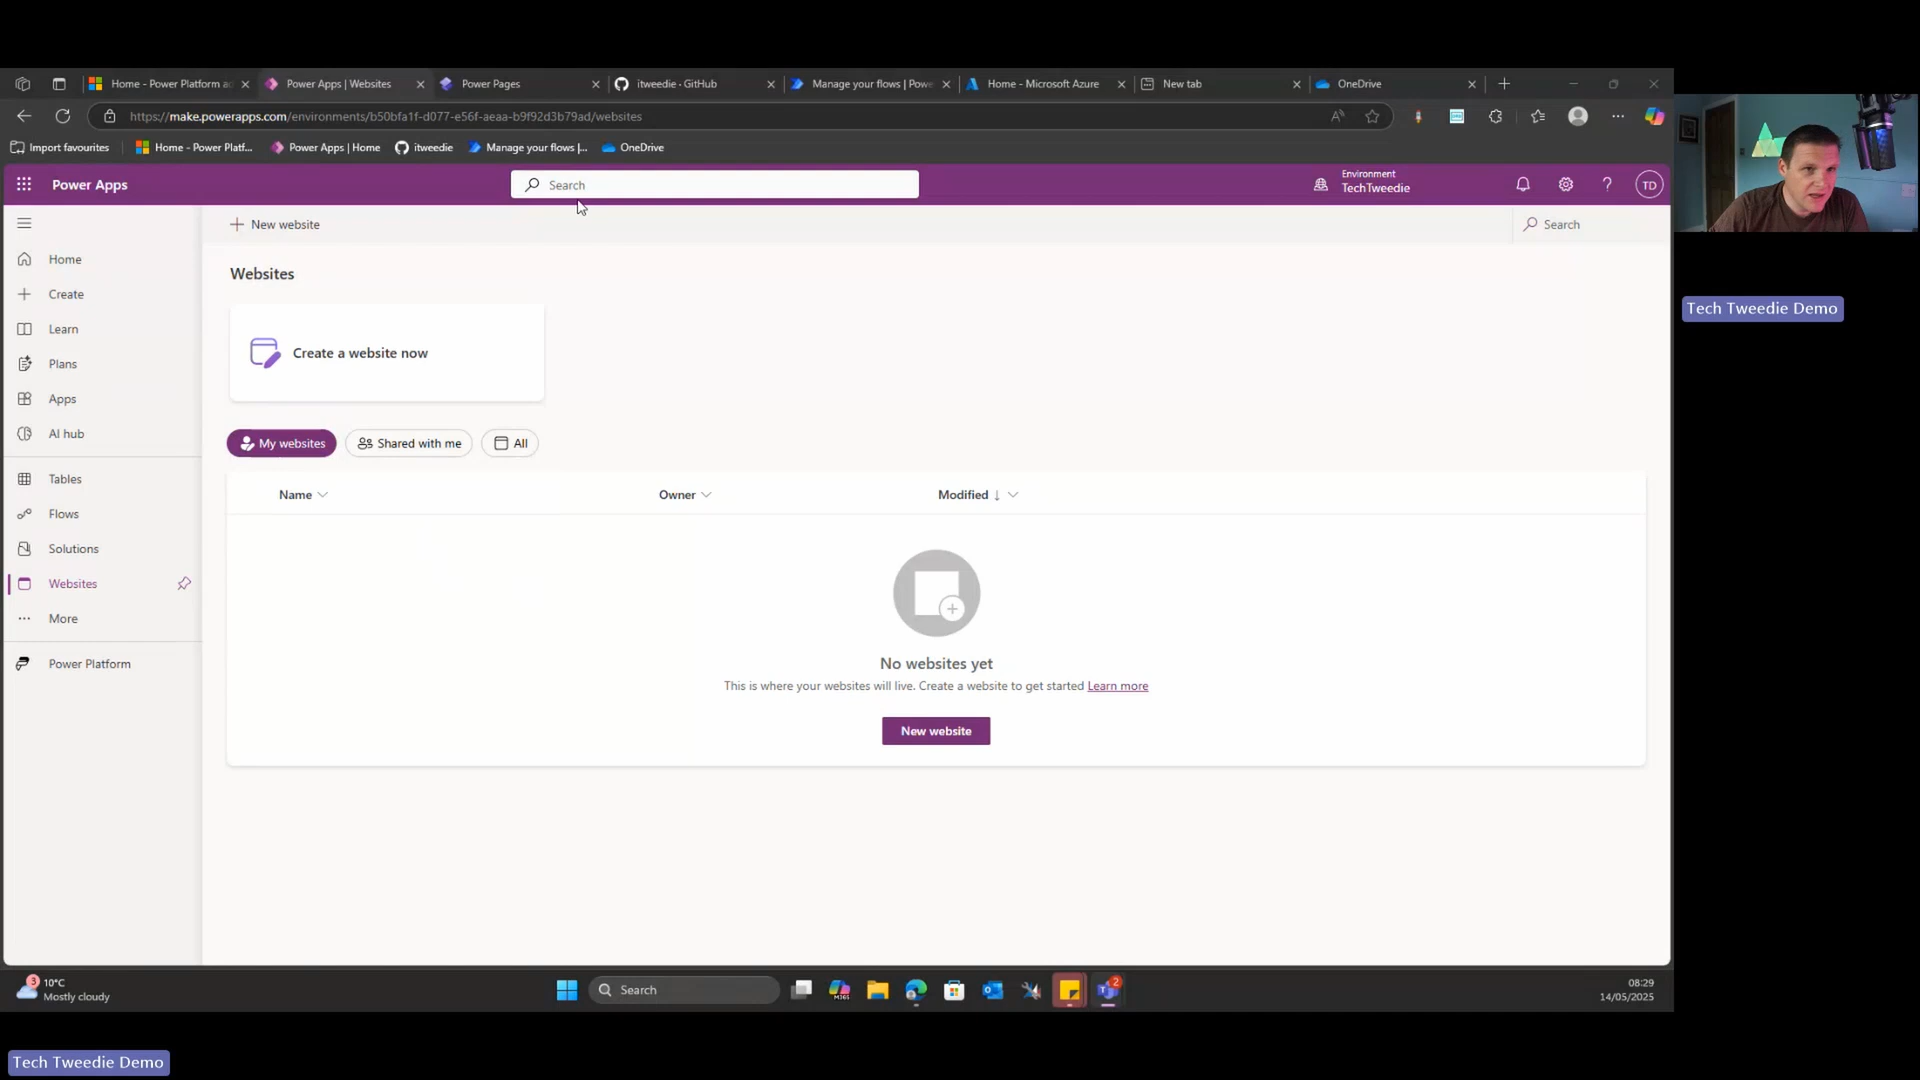 Home - Power Platform ad
Power Apps | Websites
Power Pages
itweedie - GitHub
Manage your flows | Powe
Home - Microsoft Azure
New tab
OneDrive
https://make.powerapps.com/environments/b50bfa1f-d077-e56f-aeaa-b9f92d3b79ad/websites
Import favourites
Home - Power Platf...
Power Apps | Home
itweedie
Manage your flows |...
OneDrive
Power Apps
Search
Environment
TechTweedie
?
TD
New website
Search
Home
Create
Learn
Plans
Apps
AI hub
Tables
Flows
Solutions
Websites
More
Power Platform
Websites
Create a website now
My websites
Shared with me
All
Name
Owner
Modified
No websites yet
This is where your websites will live. Create a website to get started Learn more
New website
Tech Tweedie Demo
3
10°C
Mostly cloudy
Search
M365
2
08:29
14/05/2025
Tech Tweedie Demo